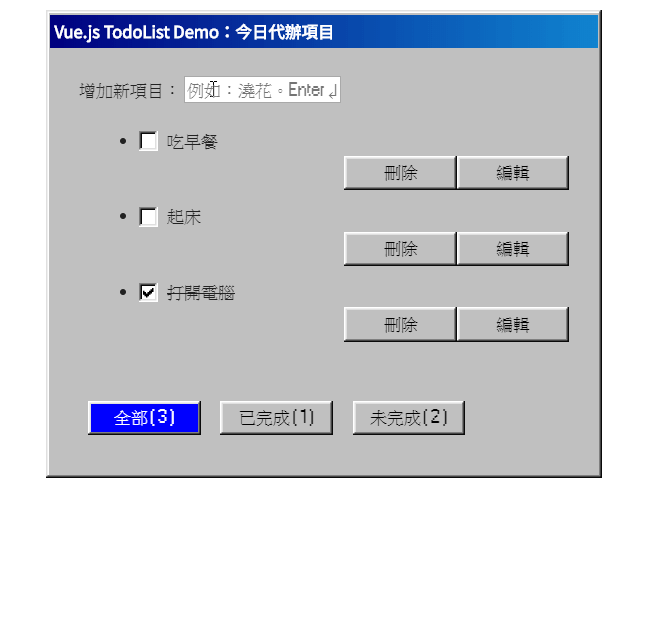 Vue.js TodoList Demo：今日代辦項目
增加新項目： 例如：澆花。Enter↲
• 吃早餐
刪除 編輯
• 起床
刪除 編輯
• 打開電腦
刪除 編輯
全部(3) 已完成(1) 未完成(2)